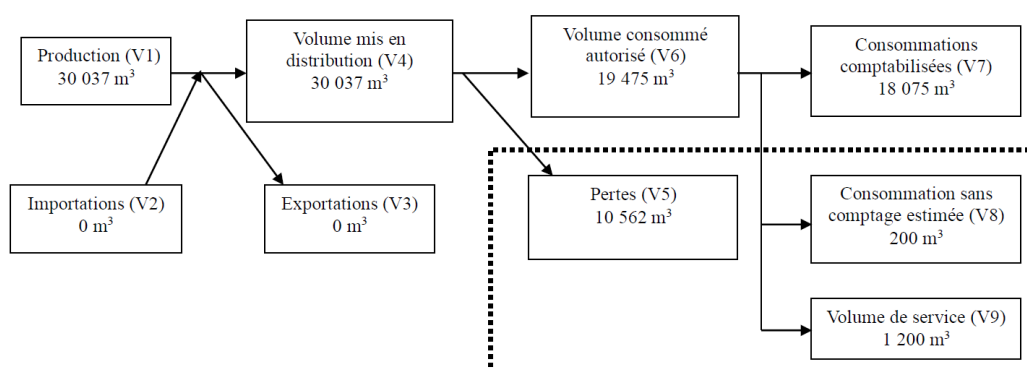 Production (V1)
30 037 m³
Volume mis en
distribution (V4)
30 037 m³
Volume consommé
autorisé (V6)
19 475 m³
Consommations
comptabilisées (V7)
18 075 m³
Importations (V2)
0 m³
Exportations (V3)
0 m³
Pertes (V5)
10 562 m³
Consommation sans
comptage estimée (V8)
200 m³
Volume de service (V9)
1 200 m³